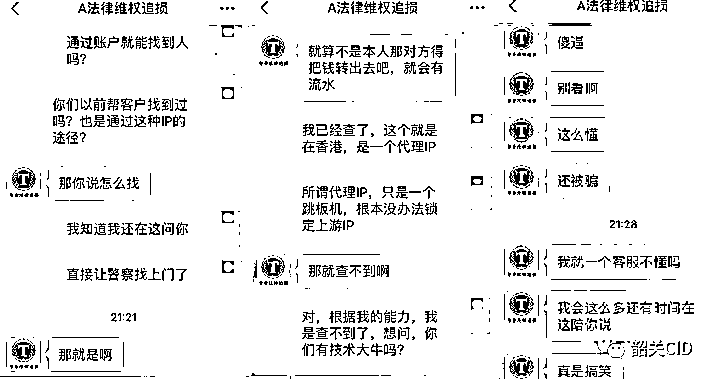 A法律维权追损
通过账户就能找到人
吗?
你们以前帮客户找到过
吗?也是通过这种IP的
途径?
那你说怎么找
我知道我还在这问你
直接让警察找上门了
21:21
那就是啊
A法律维权追损
就算不是本人那对方得
把钱转出去吧,就会有
流水
我已经查了,这个就是
在香港,是一个代理IP
所谓代理IP,只是一个
跳板机,根本没办法锁
定上游IP
那就查不到啊
对,根据我的能力,我
是查不到了,想问,你
们有技术大牛吗?
A法律维权追损
傻逼
别看啊
这么懂
还被骗
21:28
我就一个客服不懂吗
我会这么多还有时间在
这陪你说
真是搞笑
韶关CID